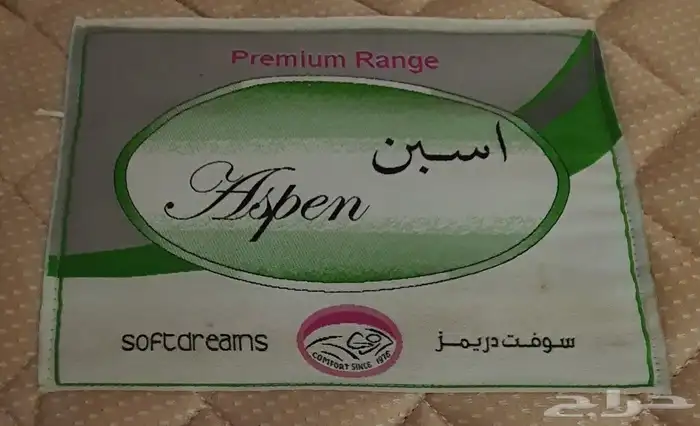 Premium Range
اسبن
Aspen
softdreams
COMFORT SINCE 1976
سوفت دريمز
حراج